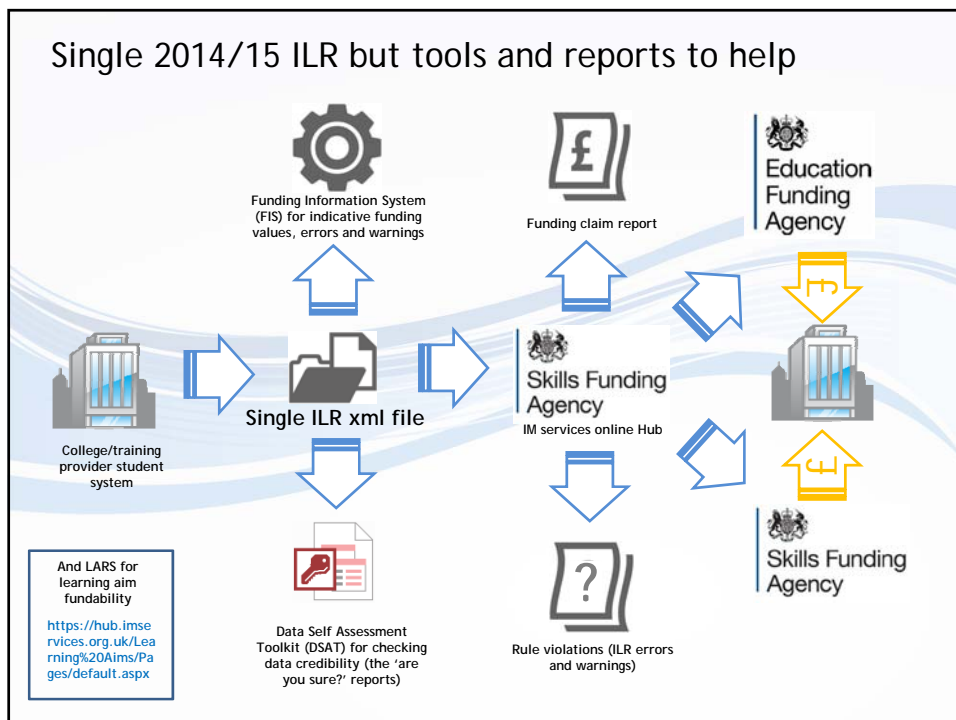 Single 2014/15 ILR but tools and reports to help
Funding Information System
(FIS) for indicative funding
values, errors and warnings
£
Funding claim report
Education
Funding
Agency
£
College/training
provider student
system
Single ILR xml file
Skills Funding
Agency
IM services online Hub
£
Skills Funding
Agency
And LARS for
learning aim
fundability
https://hub.imse
rvices.org.uk/Lea
rning%20Aims/Pa
ges/default.aspx
Data Self Assessment
Toolkit (DSAT) for checking
data credibility (the ‘are
you sure?’ reports)
?
Rule violations (ILR errors
and warnings)